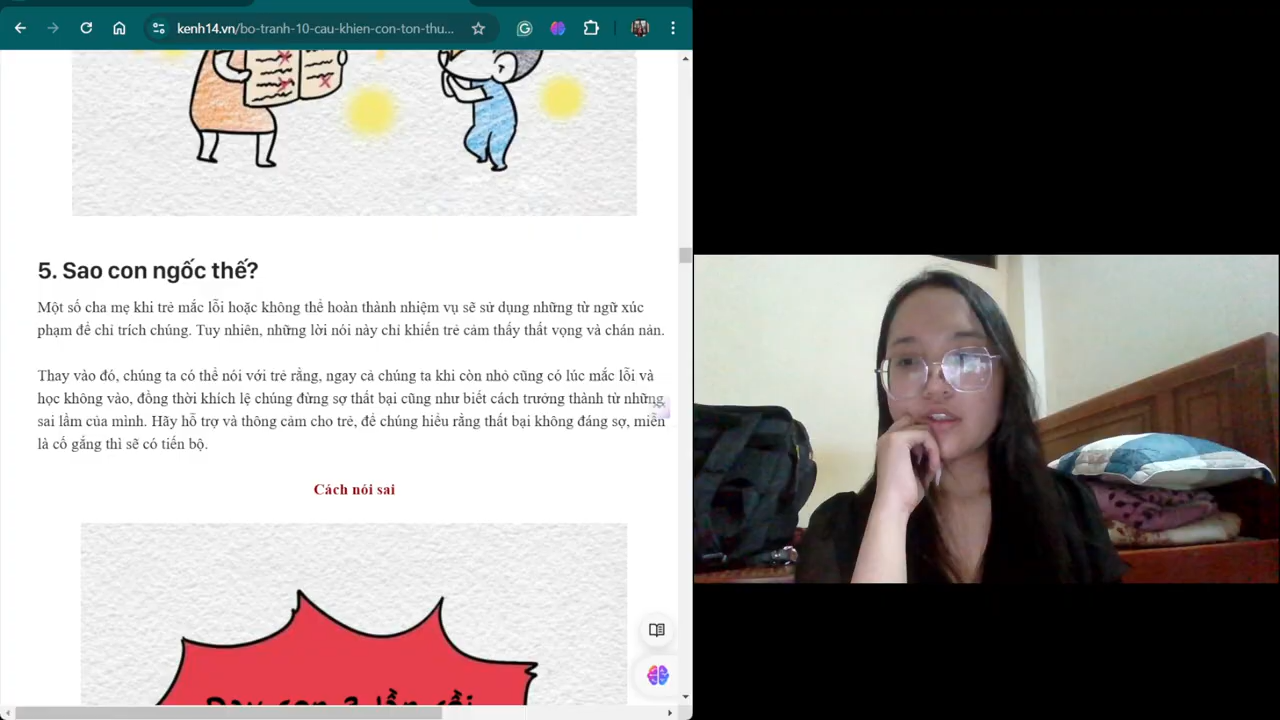 kenh14.vn/bo-tranh-10-cau-khien-con-ton-thu...
5. Sao con ngốc thế?
Một số cha mẹ khi trẻ mắc lỗi hoặc không thể hoàn thành nhiệm vụ sẽ sử dụng những từ ngữ xúc
phạm để chỉ trích chúng. Tuy nhiên, những lời nói này chỉ khiến trẻ cảm thấy thất vọng và chán nản.
Thay vào đó, chúng ta có thể nói với trẻ rằng, ngay cả chúng ta khi còn nhỏ cũng có lúc mắc lỗi và
học không vào, đồng thời khích lệ chúng đừng sợ thất bại cũng như biết cách trưởng thành từ những
sai lầm của mình. Hãy hỗ trợ và thông cảm cho trẻ, để chúng hiểu rằng thất bại không đáng sợ, miễn
là cố gắng thì sẽ có tiến bộ.
Cách nói sai